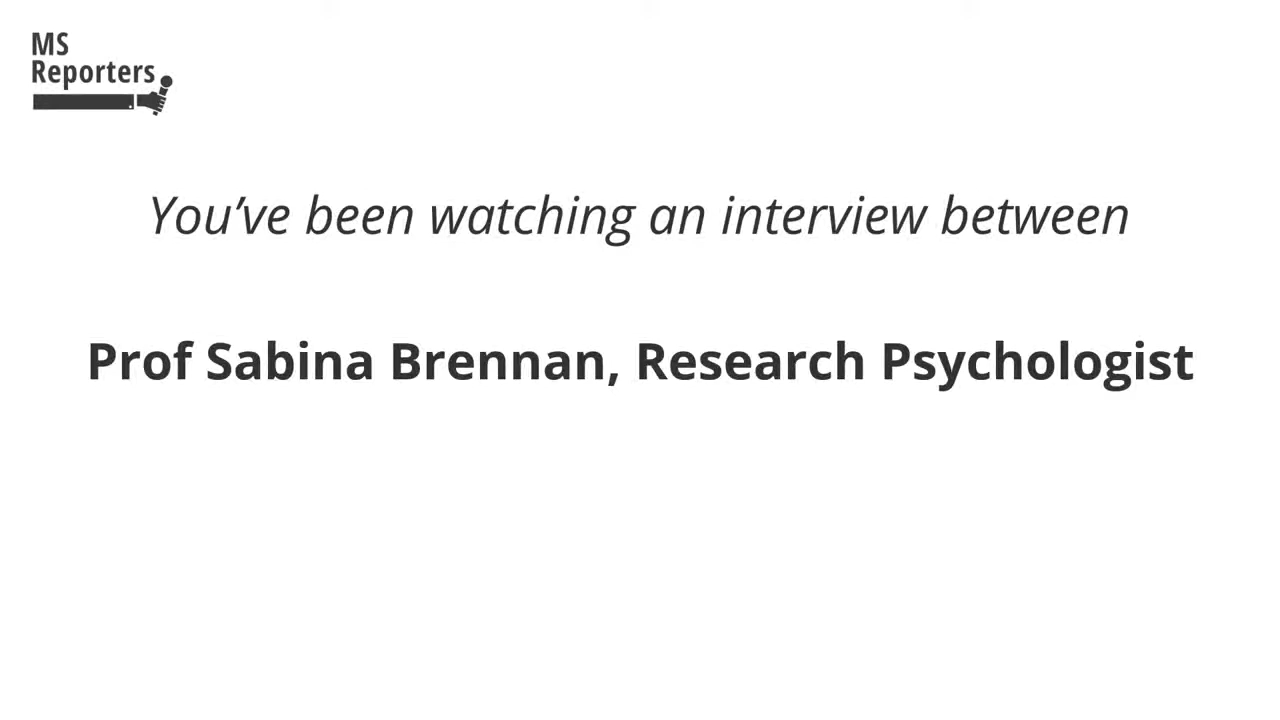 MS
Reporters
You've been watching an interview between
Prof Sabina Brennan, Research Psychologist